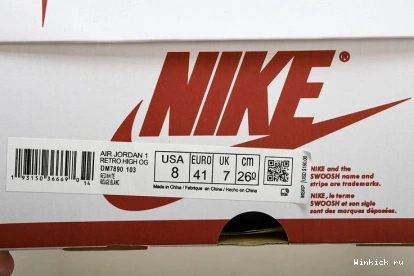 NIKE®
AIR JORDAN 1
RETRO HIGH OG
DM7890 103
USA EURO UK CM
8 41 7 26
Made in China / Fabriqué en Chine / Hecho en China
NIKE and the
SWOOSH name and
stripe are trademarks.
NIKE, le terme
SWOOSH et son sigle
sont des marques déposées.
Winkick ru